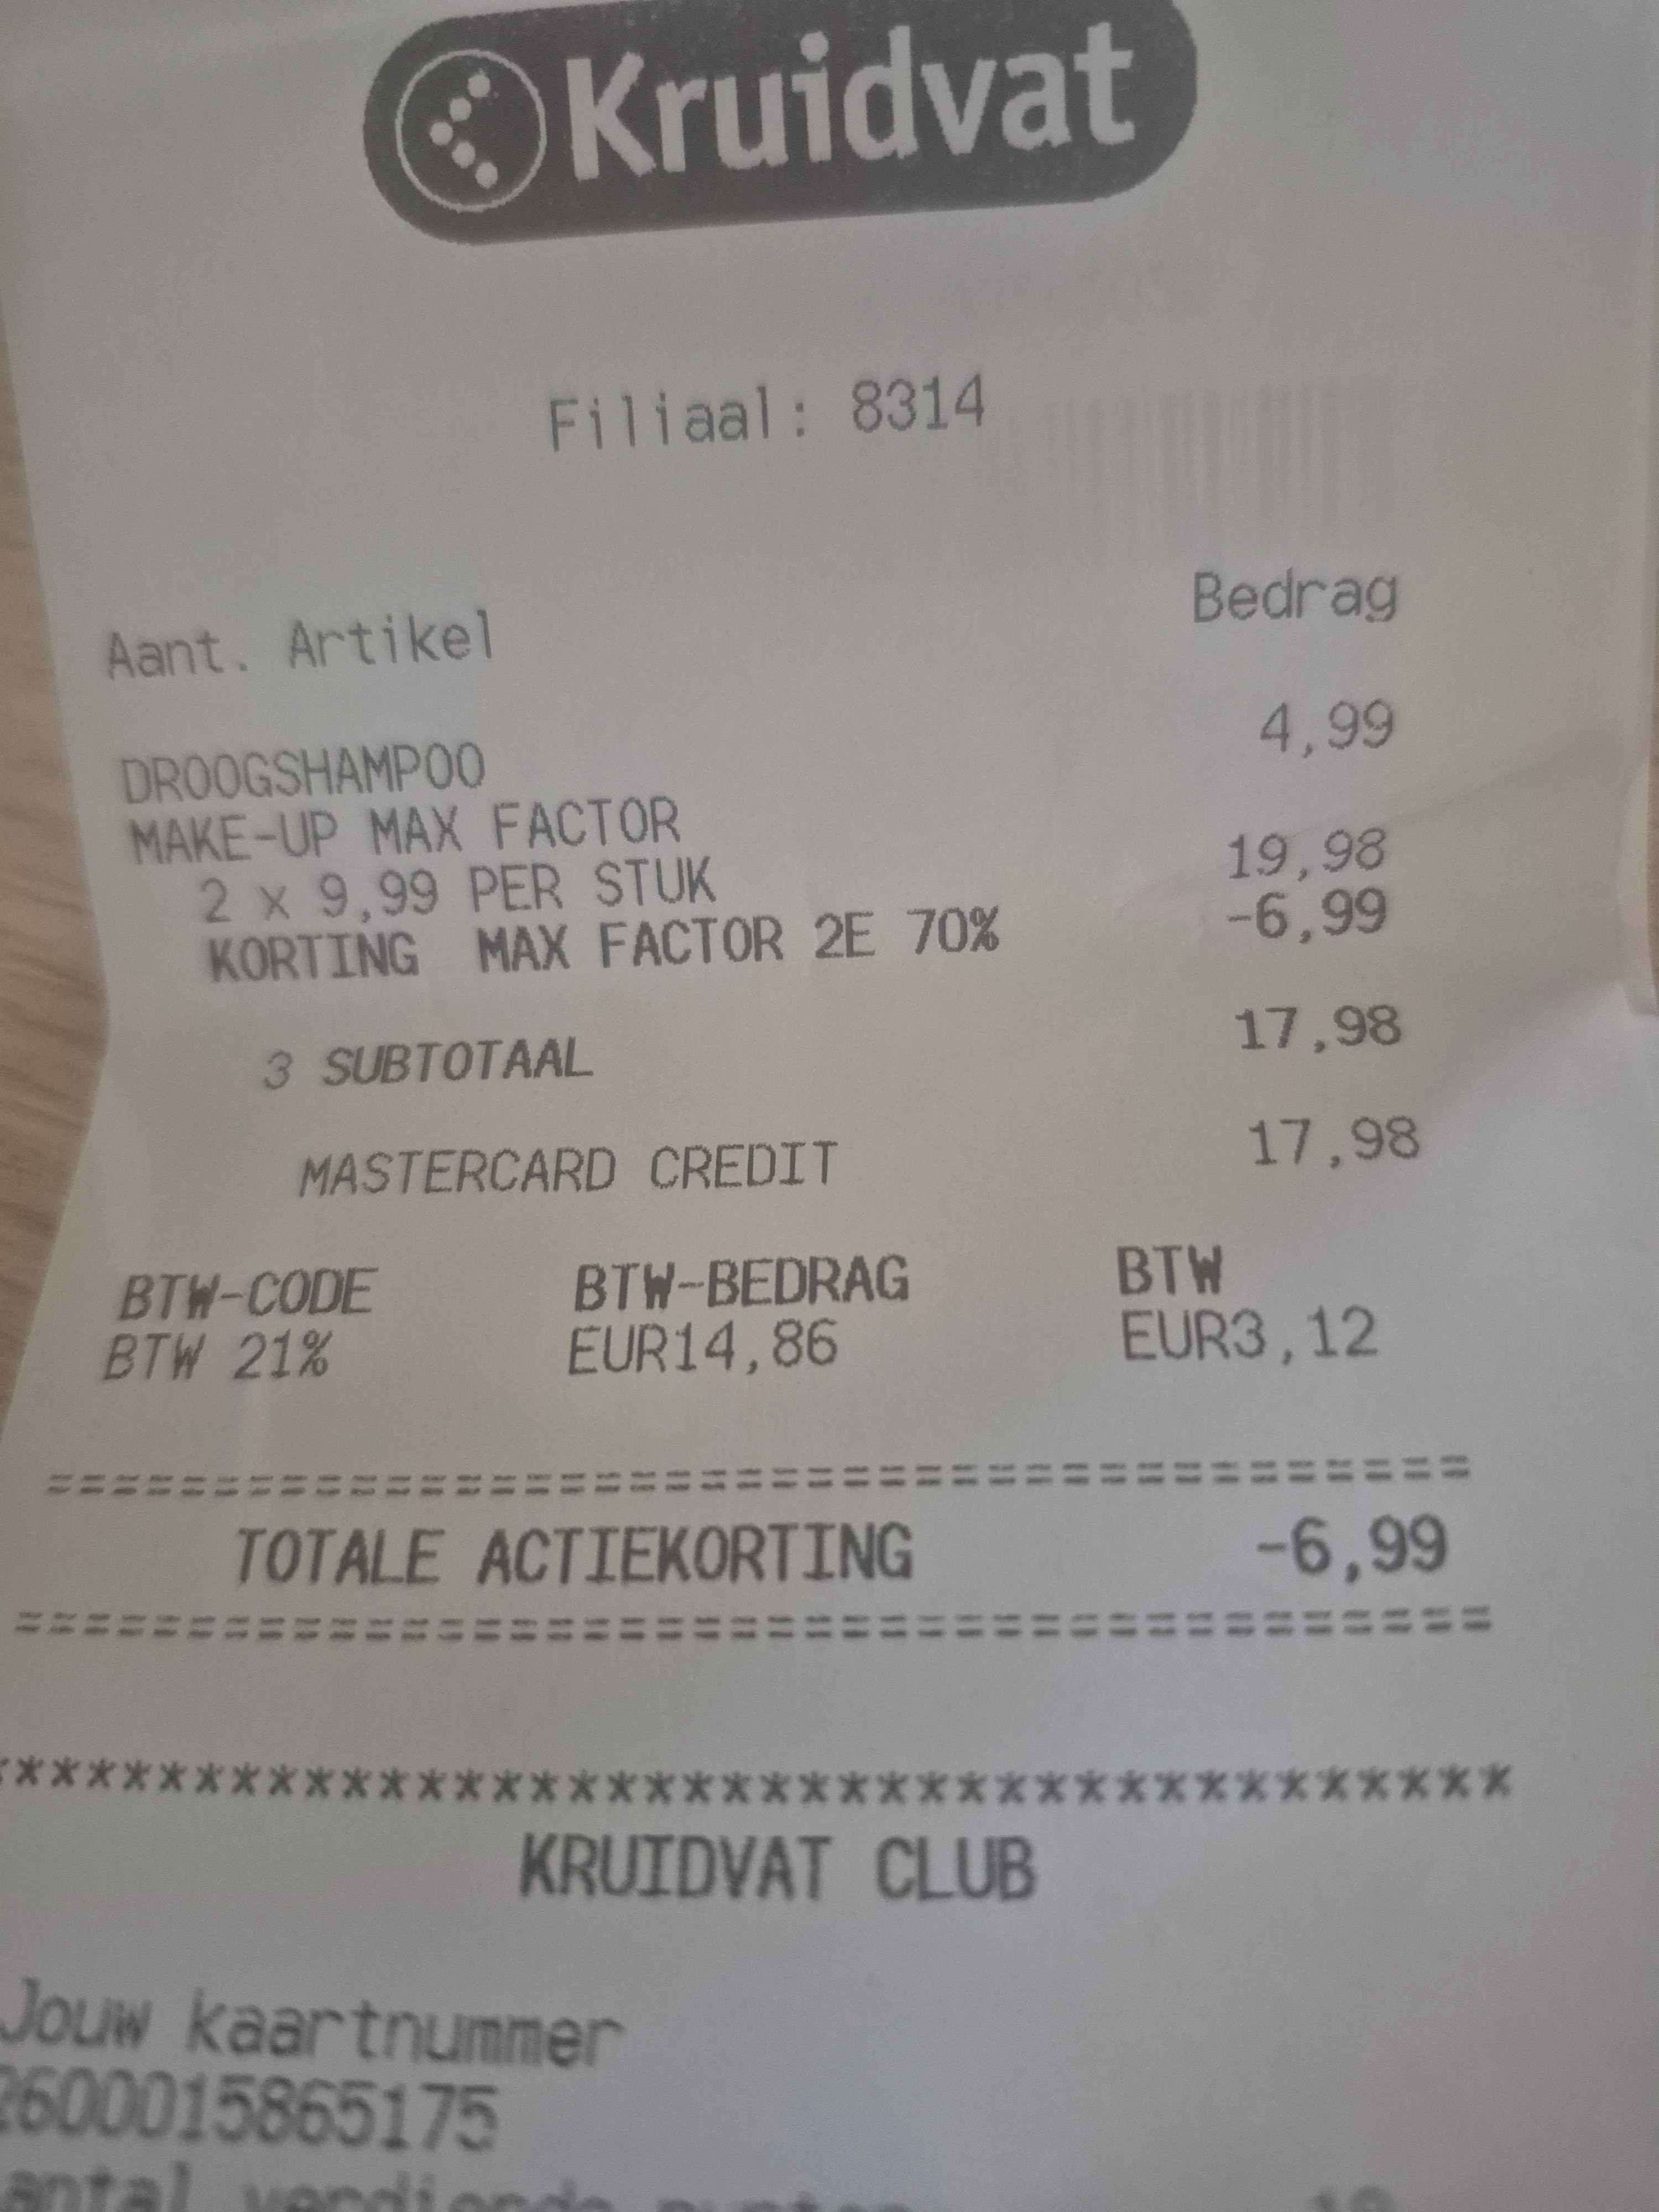 Kruidvat
Filiaal: 8314
Aant. Artikel Bedrag
DROOGSHAMPOO 4,99
MAKE-UP MAX FACTOR
2 x 9,99 PER STUK 19,98
KORTING MAX FACTOR 2E 70% -6,99
3 SUBTOTAAL 17,98
MASTERCARD CREDIT 17,98
BTW-CODE BTW-BEDRAG BTW
BTW 21% EUR14,86 EUR3,12
==========================================
TOTALE ACTIEKORTING -6,99
==========================================
******************************************
KRUIDVAT CLUB
Jouw kaartnummer
2600015865175
verdiende punten